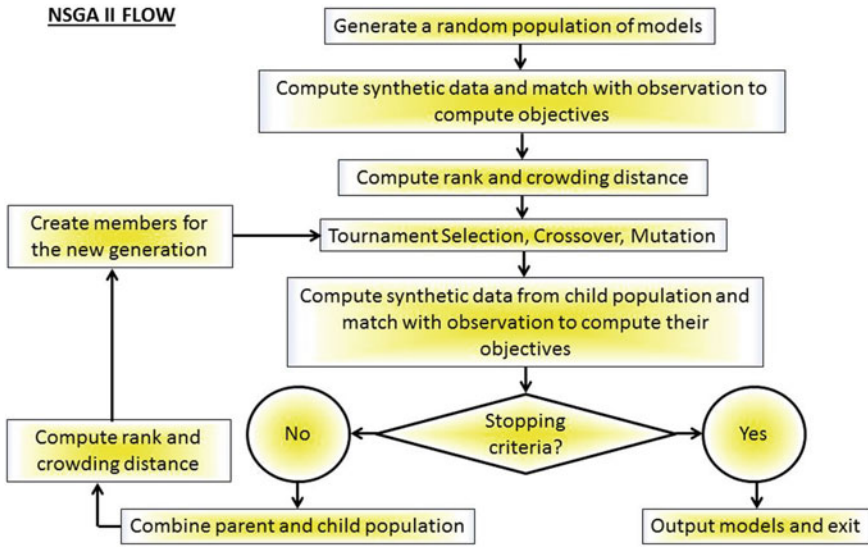 NSGA II FLOW
Generate a random population of models
Compute synthetic data and match with observation to
compute objectives
Compute rank and crowding distance
Create members for
the new generation
Tournament Selection, Crossover, Mutation
Compute synthetic data from child population and
match with observation to compute their
objectives
Stopping
criteria?
No
Yes
Compute rank and
crowding distance
Combine parent and child population
Output models and exit